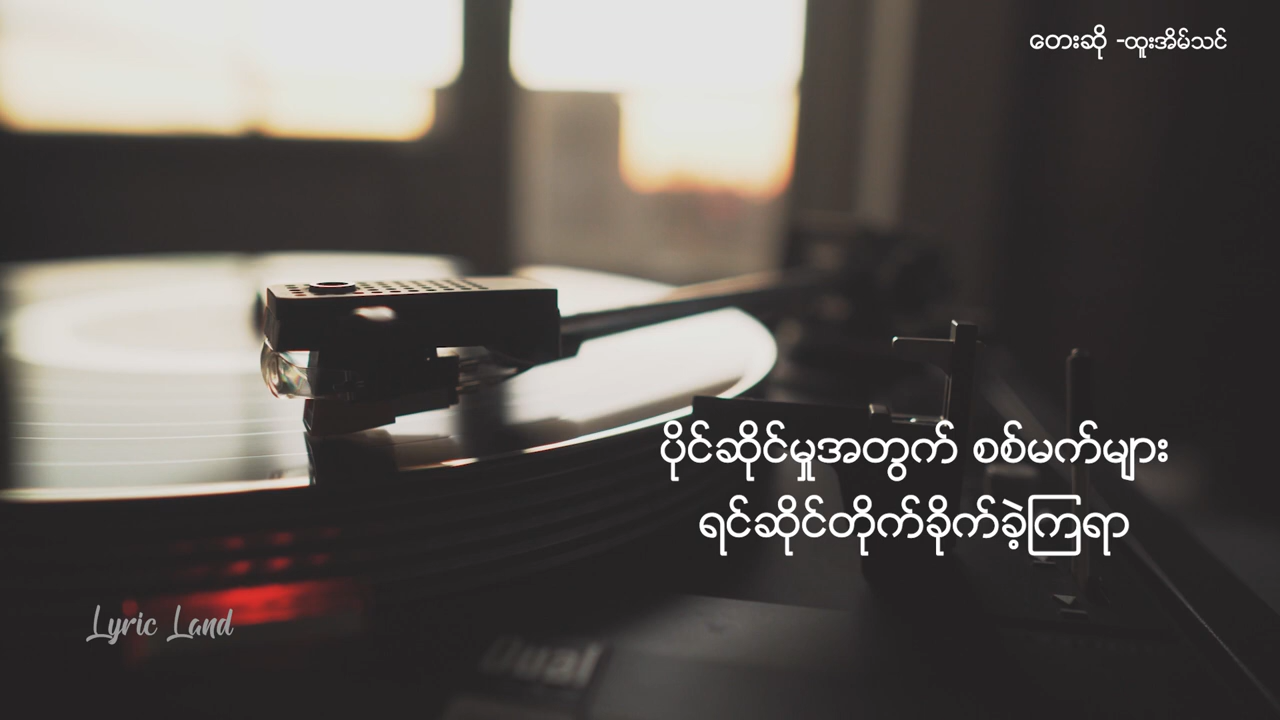 တေးဆို -ထူးအိမ်သင်
ပိုင်ဆိုင်မှုအတွက် စစ်မက်များ
ရင်ဆိုင်တိုက်ခိုက်ခဲ့ကြရာ
Lyric Land
Dual